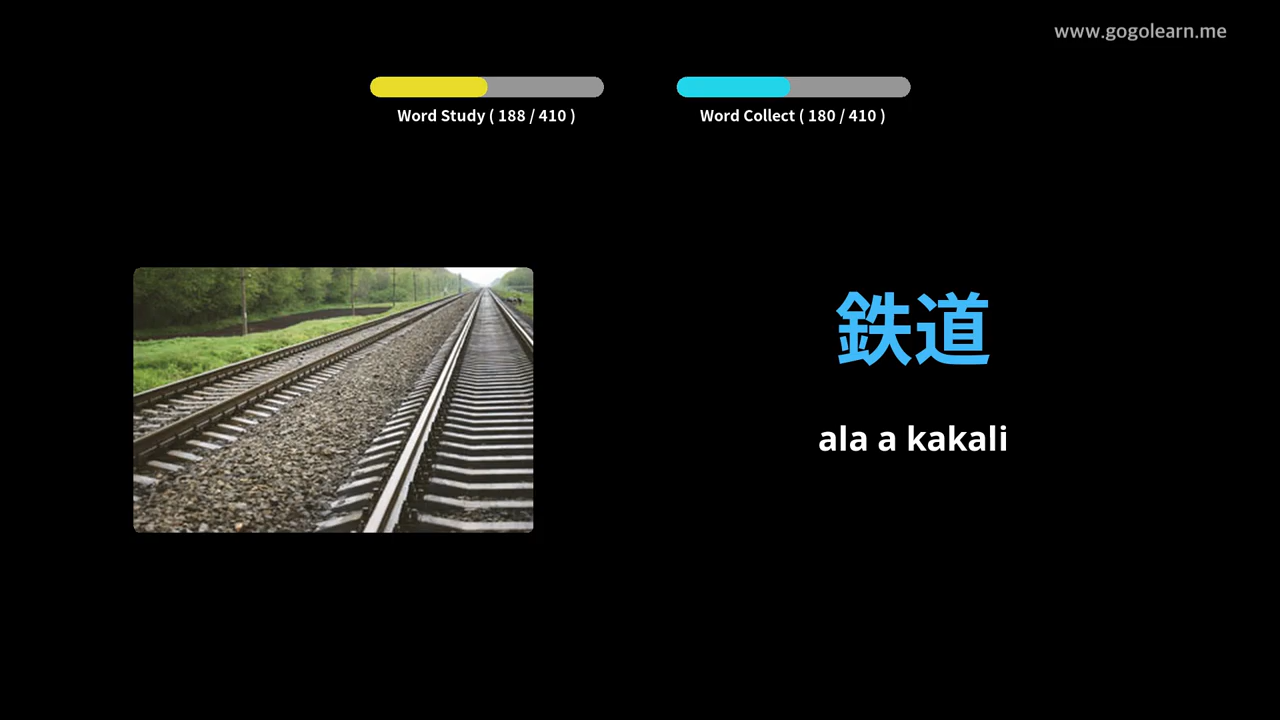 www.gogolearn.me
Word Study ( 188 / 410 )
Word Collect ( 180 / 410 )
鉄道
ala a kakali